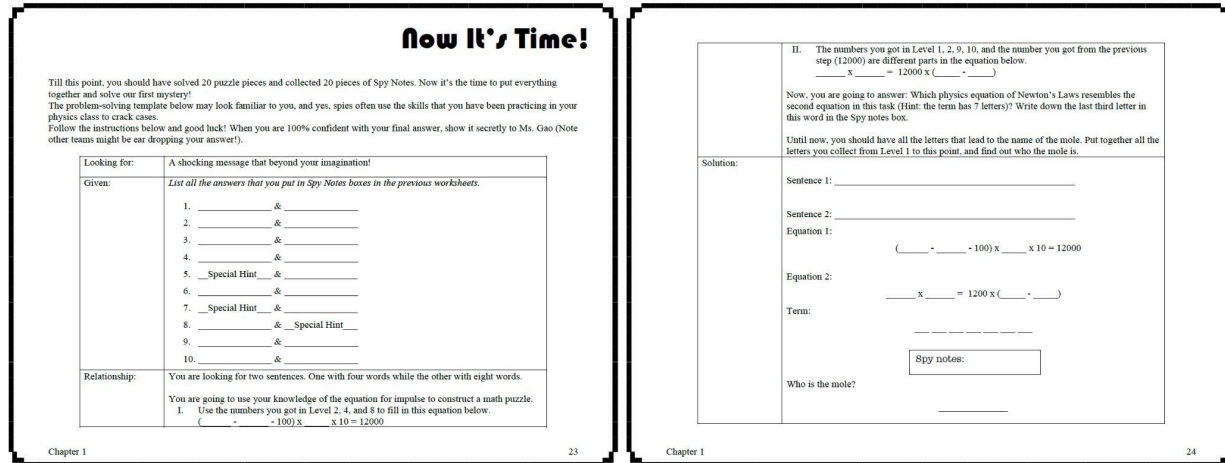 Now It's Time!
Till this point, you should have solved 20 puzzle pieces and collected 20 pieces of Spy Notes. Now it's the time to put everything
together and solve our first mystery!
The problem-solving template below may look familiar to you, and yes, spies often use the skills that you have been practicing in your
physics class to crack cases.
Follow the instructions below and good luck! When you are 100% confident with your final answer, show it secretly to Ms. Gao (Note
other teams might be ear dropping your answer!).
Looking for: A shocking message that beyond your imagination!
Given: List all the answers that you put in Spy Notes boxes in the previous worksheets.
1. ____________ & ____________
2. ____________ & ____________
3. ____________ & ____________
4. ____________ & ____________
5. __Special Hint__ & ____________
6. ____________ & ____________
7. __Special Hint__ & ____________
8. ____________ & __Special Hint__
9. ____________ & ____________
10. ____________ & ____________
Relationship: You are looking for two sentences. One with four words while the other with eight words.
You are going to use your knowledge of the equation for impulse to construct a math puzzle.
I. Use the numbers you got in Level 2, 4, and 8 to fill in this equation below.
(______ - ______ - 100) x _____ x 10 = 12000
Chapter 1 23
II. The numbers you got in Level 1, 2, 9, 10, and the number you got from the previous
step (12000) are different parts in the equation below.
______ x ______ = 12000 x (_____ - _____)
Now, you are going to answer: Which physics equation of Newton's Laws resembles the
second equation in this task (Hint: the term has 7 letters)? Write down the last third letter in
this word in the Spy notes box.
Until now, you should have all the letters that lead to the name of the mole. Put together all the
letters you collect from Level 1 to this point, and find out who the mole is.
Solution:
Sentence 1: ____________
Sentence 2: ____________
Equation 1:
(______ - ______ - 100) x _____ x 10 = 12000
Equation 2:
______ x ______ = 1200 x (_____ - _____)
Term:
___ ___ ___ ___ ___ ___ ___
Spy notes:
Who is the mole?
____________
Chapter 1 24